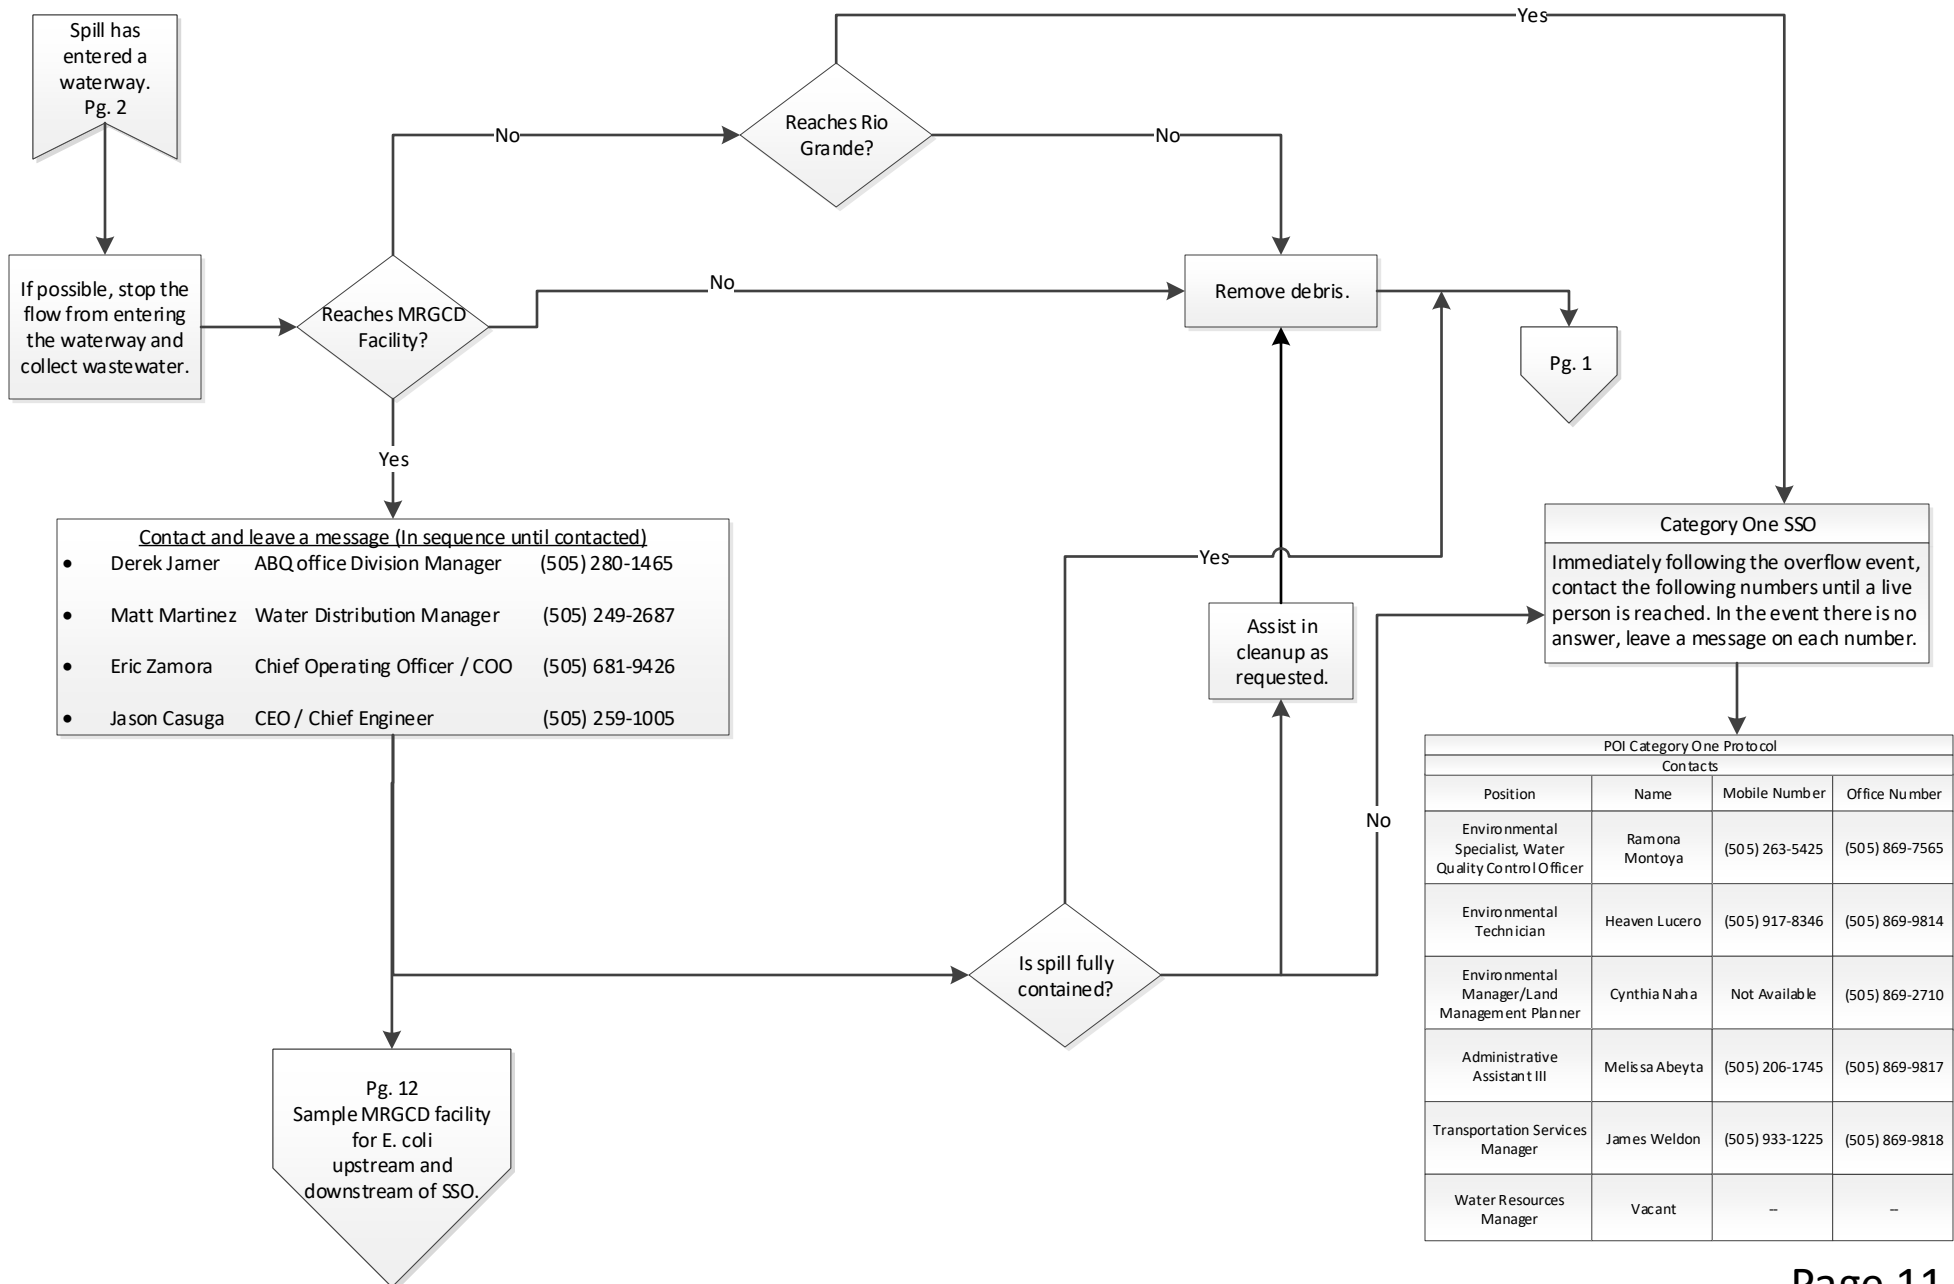 Spill has
entered a
waterway.
Pg. 2
Yes
Reaches Rio
Grande?
No
No
If possible, stop the
flow from entering
the waterway and
collect wastewater.
Reaches MRGCD
Facility?
No
Remove debris.
Pg. 1
Yes
Contact and leave a message (In sequence until contacted)
• Derek Jarner ABQ office Division Manager (505) 280-1465
• Matt Martinez Water Distribution Manager (505) 249-2687
• Eric Zamora Chief Operating Officer / COO (505) 681-9426
• Jason Casuga CEO / Chief Engineer (505) 259-1005
Yes
Assist in
cleanup as
requested.
Category One SSO
Immediately following the overflow event,
contact the following numbers until a live
person is reached. In the event there is no
answer, leave a message on each number.
No
Is spill fully
contained?
Pg. 12
Sample MRGCD facility
for E. coli
upstream and
downstream of SSO.
POI Category One Protocol
Contacts
Position Name Mobile Number Office Number
Environmental
Specialist, Water
Quality Control Officer
Ramona
Montoya
(505) 263-5425 (505) 869-7565
Environmental
Technician
Heaven Lucero (505) 917-8346 (505) 869-9814
Environmental
Manager/Land
Management Planner
Cynthia Naha Not Available (505) 869-2710
Administrative
Assistant III
Melissa Abeyta (505) 206-1745 (505) 869-9817
Transportation Services
Manager
James Weldon (505) 933-1225 (505) 869-9818
Water Resources
Manager
Vacant -- --
Page 11